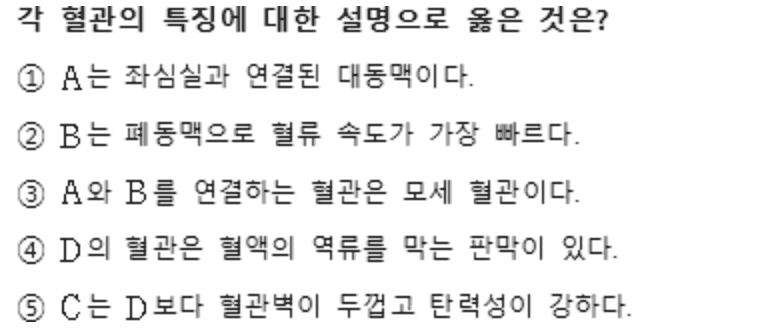 각 혈관의 특징에 대한 설명으로 옳은 것은?
① A는 좌심실과 연결된 대동맥이다.
② B는 폐동맥으로 혈류 속도가 가장 빠르다.
③ A와 B를 연결하는 혈관은 모세 혈관이다.
④ D의 혈관은 혈액의 역류를 막는 판막이 있다.
⑤ C는 D보다 혈관벽이 두껍고 탄력성이 강하다.